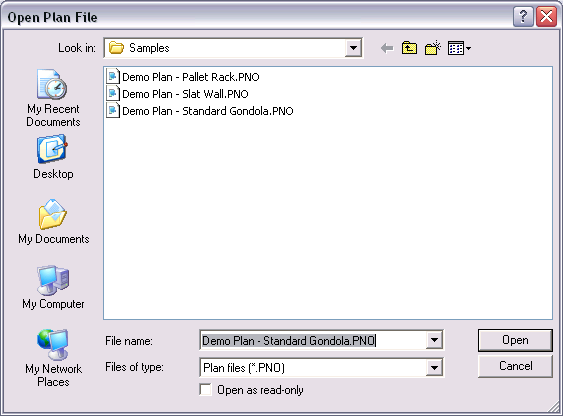 Open Plan File
Look in: Samples
My Recent
Documents
Desktop
My Documents
My Computer
My Network
Places
Demo Plan - Pallet Rack.PNO
Demo Plan - Slat Wall.PNO
Demo Plan - Standard Gondola.PNO
File name: Demo Plan - Standard Gondola.PNO Open
Files of type: Plan files (*.PNO) Cancel
Open as read-only